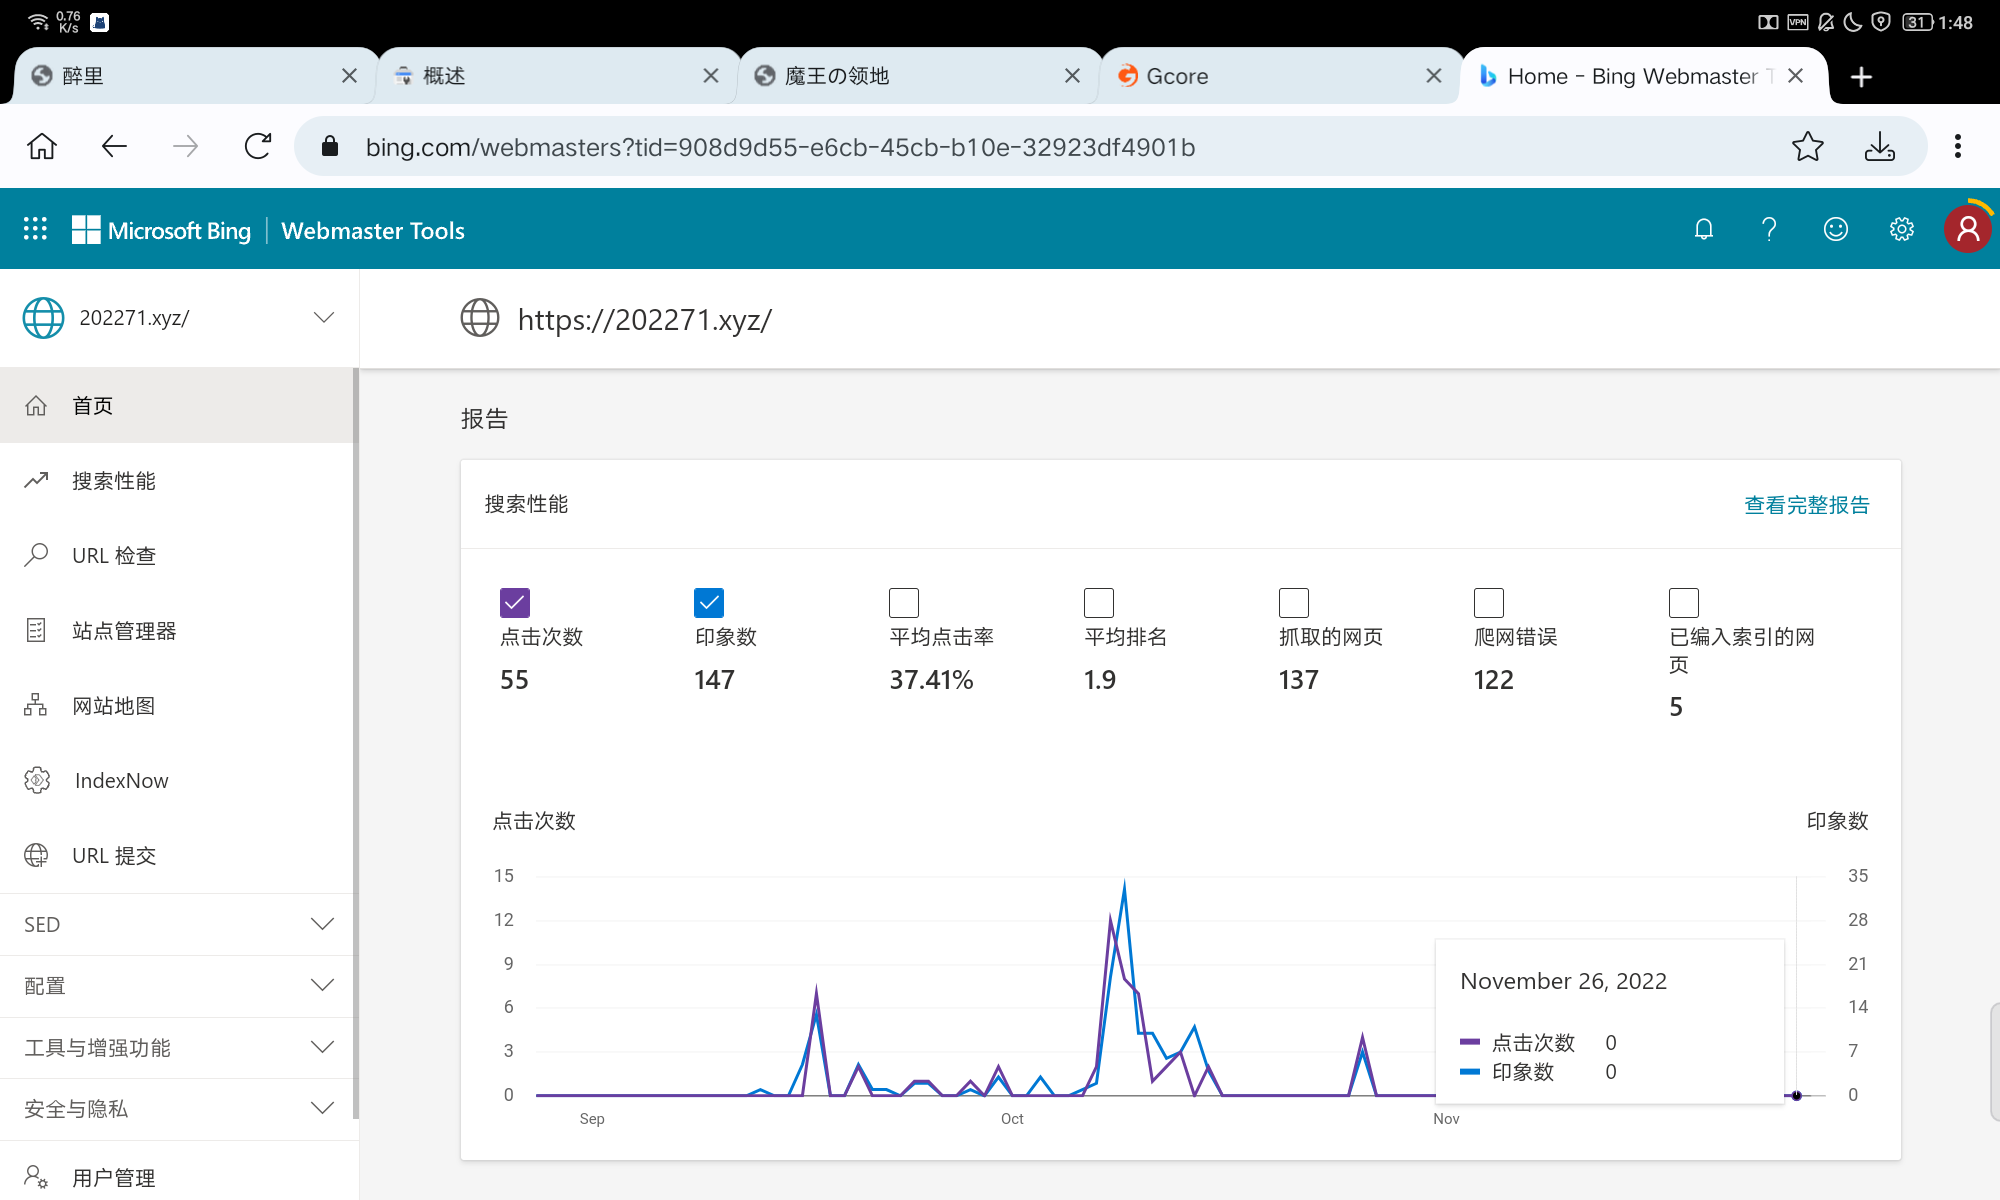 0.76
K/s
VPN
31
1:48
醉里
概述
魔王の领地
Gcore
Home - Bing Webmaster T
bing.com/webmasters?tid=908d9d55-e6cb-45cb-b10e-32923df4901b
Microsoft Bing
Webmaster Tools
202271.xyz/
https://202271.xyz/
首页
搜索性能
URL 检查
站点管理器
网站地图
IndexNow
URL 提交
SED
配置
工具与增强功能
安全与隐私
用户管理
报告
搜索性能
查看完整报告
点击次数
55
印象数
147
平均点击率
37.41%
平均排名
1.9
抓取的网页
137
爬网错误
122
已编入索引的网
页
5
点击次数
印象数
15
12
9
6
3
0
35
28
21
14
7
0
Sep
Oct
Nov
November 26, 2022
点击次数 0
印象数 0